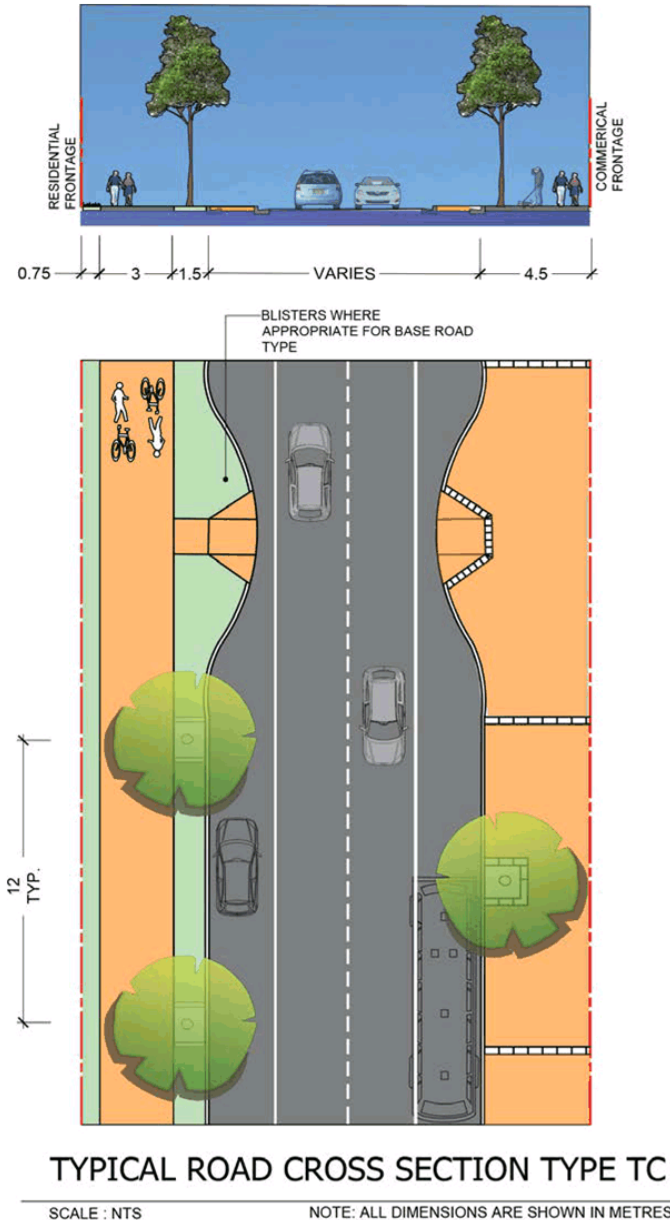 RESIDENTIAL
FRONTAGE
COMMERICAL
FRONTAGE
0.75
3
1.5
VARIES
4.5
BLISTERS WHERE
APPROPRIATE FOR BASE ROAD
TYPE
12
TYP.
TYPICAL ROAD CROSS SECTION TYPE TC
SCALE : NTS
NOTE: ALL DIMENSIONS ARE SHOWN IN METRES